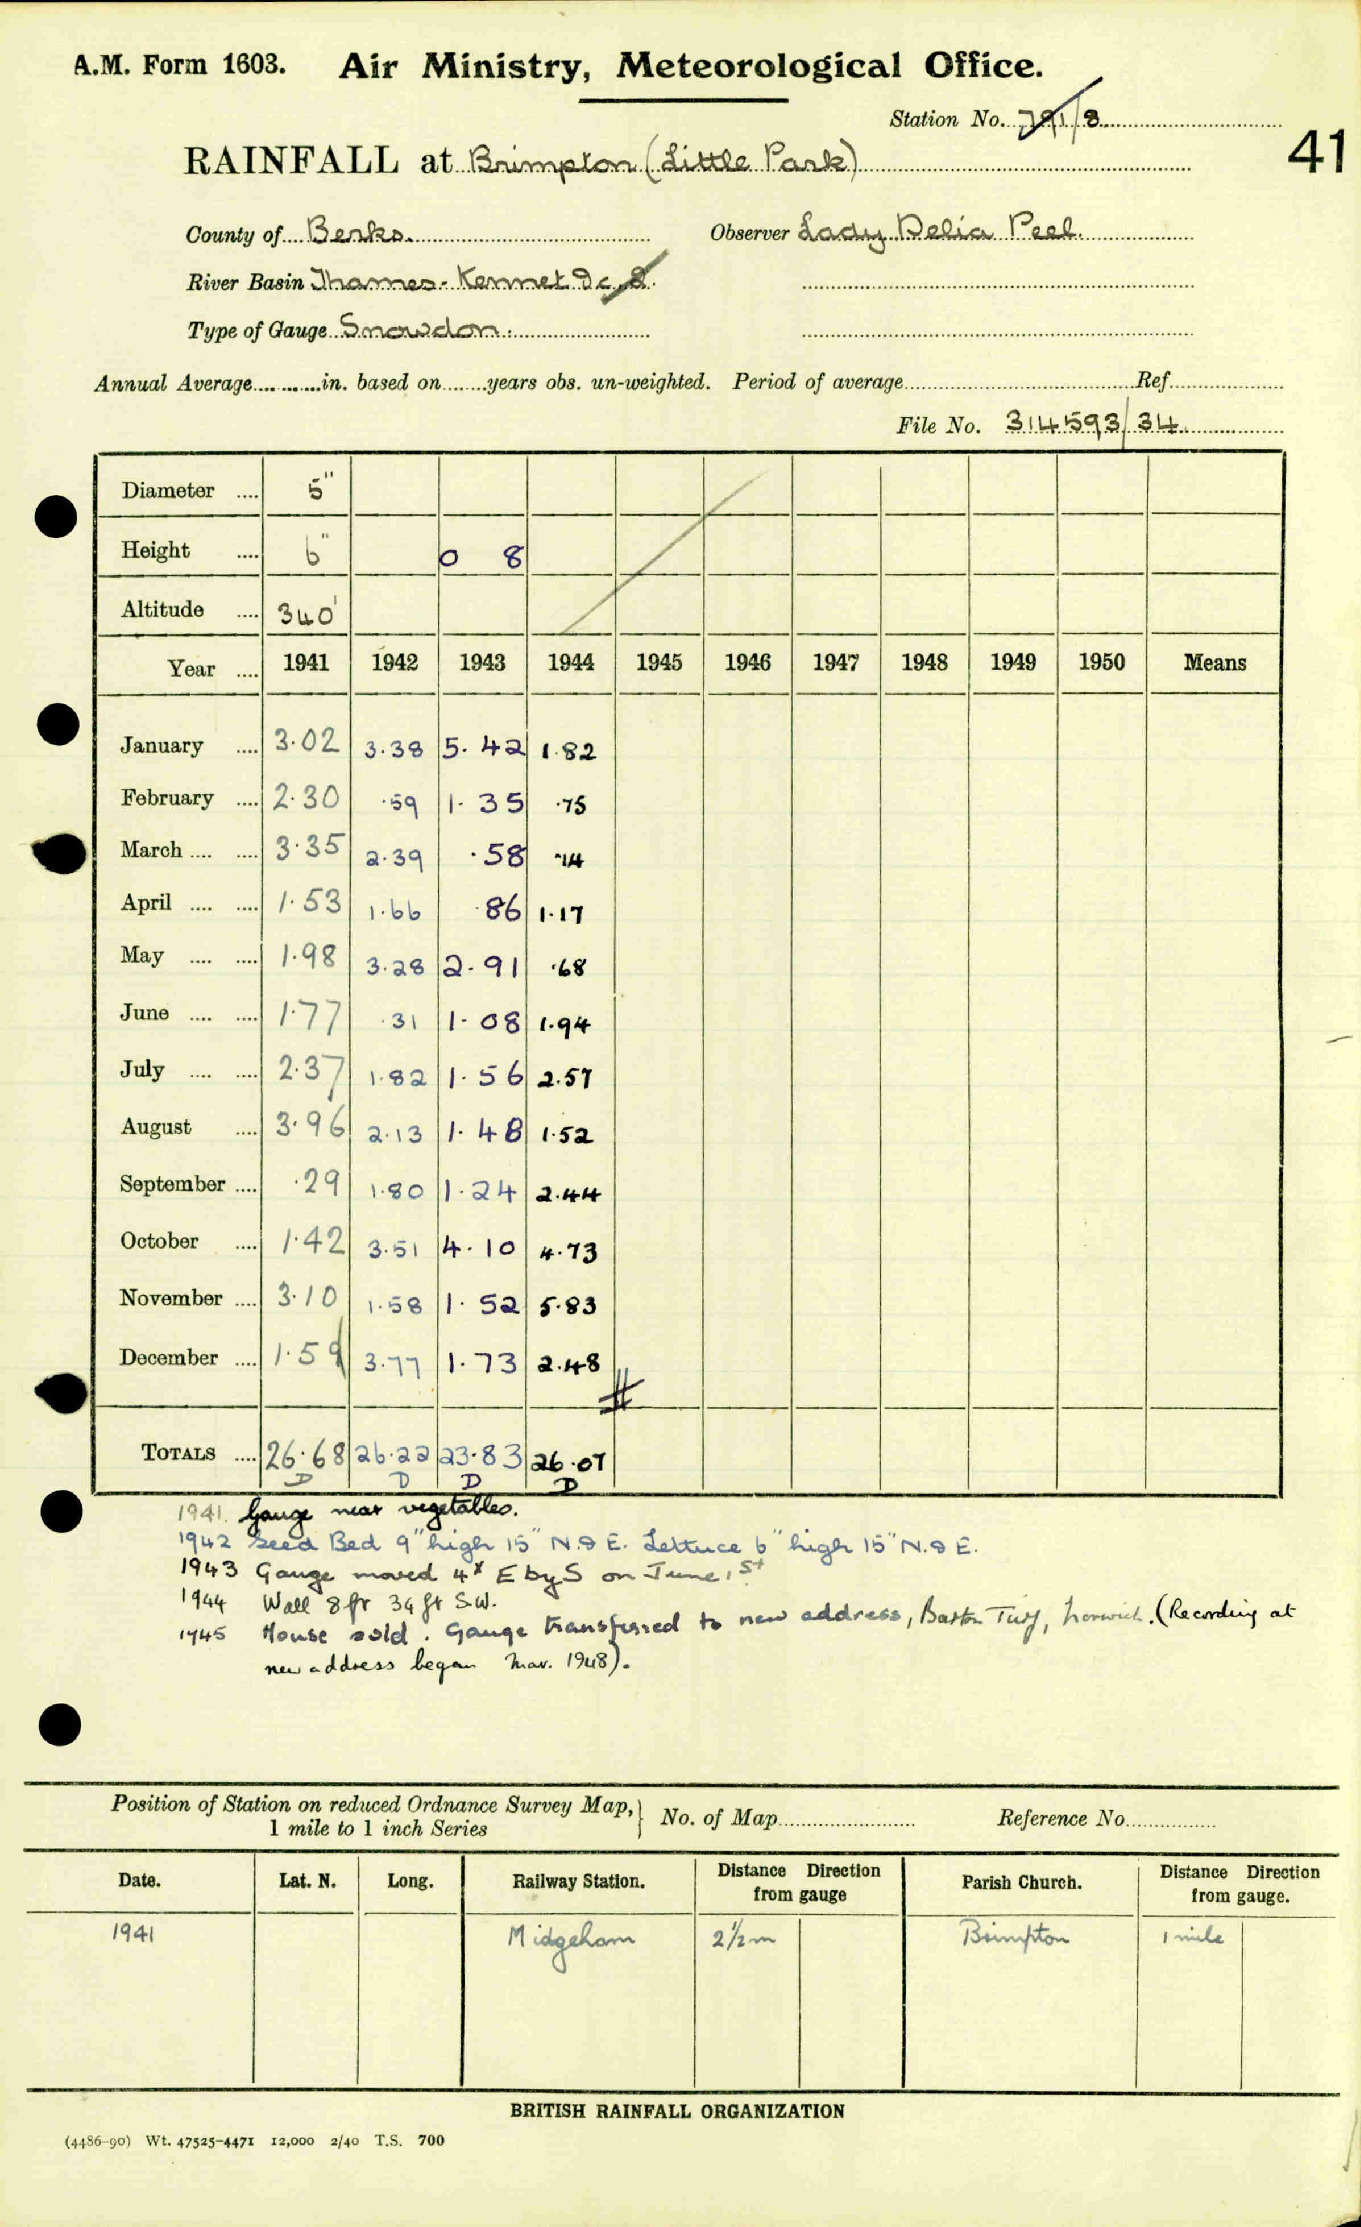 A.M. Form 1603. Air Ministry, Meteorological Office.
Station No. 791/8
41
RAINFALL at Brimpton (Little Park)
County of Berks. Observer Lady Delia Peel.
River Basin Thames - Kennet &c, 8.
Type of Gauge Snowdon.
Annual Average............in. based on........years obs. un-weighted. Period of average................Ref................
File No. 314593/34
Diameter .... 5"
Height .... 6" 0 8
Altitude .... 340'
Year .... 1941 1942 1943 1944 1945 1946 1947 1948 1949 1950 Means
January .... 3.02 3.38 5.42 1.82
February .... 2.30 .59 1.35 .75
March .... .... 3.35 2.39 .58 .14
April .... .... 1.53 1.66 .86 1.17
May .... .... 1.98 3.28 2.91 .68
June .... .... 1.77 .31 1.08 1.94
July .... .... 2.37 1.82 1.56 2.57
August .... 3.96 2.13 1.48 1.52
September .... .29 1.80 1.24 2.44
October .... 1.42 3.51 4.10 4.73
November .... 3.10 1.58 1.52 5.83
December .... 1.59 3.77 1.73 2.48
TOTALS .... 26.68 26.22 23.83 26.07
D D D D
1941 Gauge near vegetables.
1942 Seed Bed 9" high 15" N.& E. Lettuce 6" high 15" N.& E.
1943 Gauge moved 4x E by S on June 1st
1944 Wall 8ft 34 ft S.W.
1945 House sold. Gauge transferred to new address, Barton Turf, Norwich. (Recording at
new address began Mar. 1948).
Position of Station on reduced Ordnance Survey Map, 1 mile to 1 inch Series } No. of Map................ Reference No................
Date. Lat. N. Long. Railway Station. Distance Direction from gauge Parish Church. Distance Direction from gauge.
1941 Midgeham 2 1/2 m Brimpton 1 mile
BRITISH RAINFALL ORGANIZATION
(4486-90) Wt. 47525-4471 12,000 2/40 T.S. 700